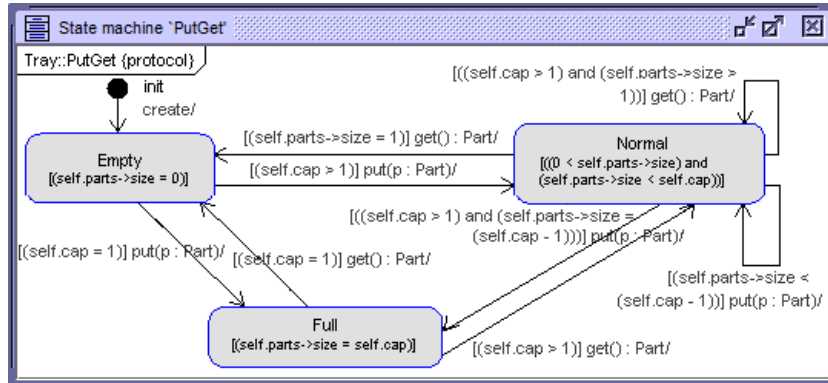 State machine 'PutGet'
Tray::PutGet {protocol}
init
create/
[((self.cap > 1) and (self.parts->size >
1))] get() : Part/
[(self.parts->size = 1)] get() : Part/
Empty
[(self.parts->size = 0)]
[(self.cap > 1)] put(p : Part)/
Normal
[((0 < self.parts->size) and
(self.parts->size < self.cap))]
[((self.cap > 1) and (self.parts->size =
(self.cap - 1)))] put(p : Part)/
[(self.cap = 1)] put(p : Part)/
[(self.cap = 1)] get() : Part/
[(self.parts->size <
(self.cap - 1))] put(p : Part)/
Full
[(self.parts->size = self.cap)]
[(self.cap > 1)] get() : Part/